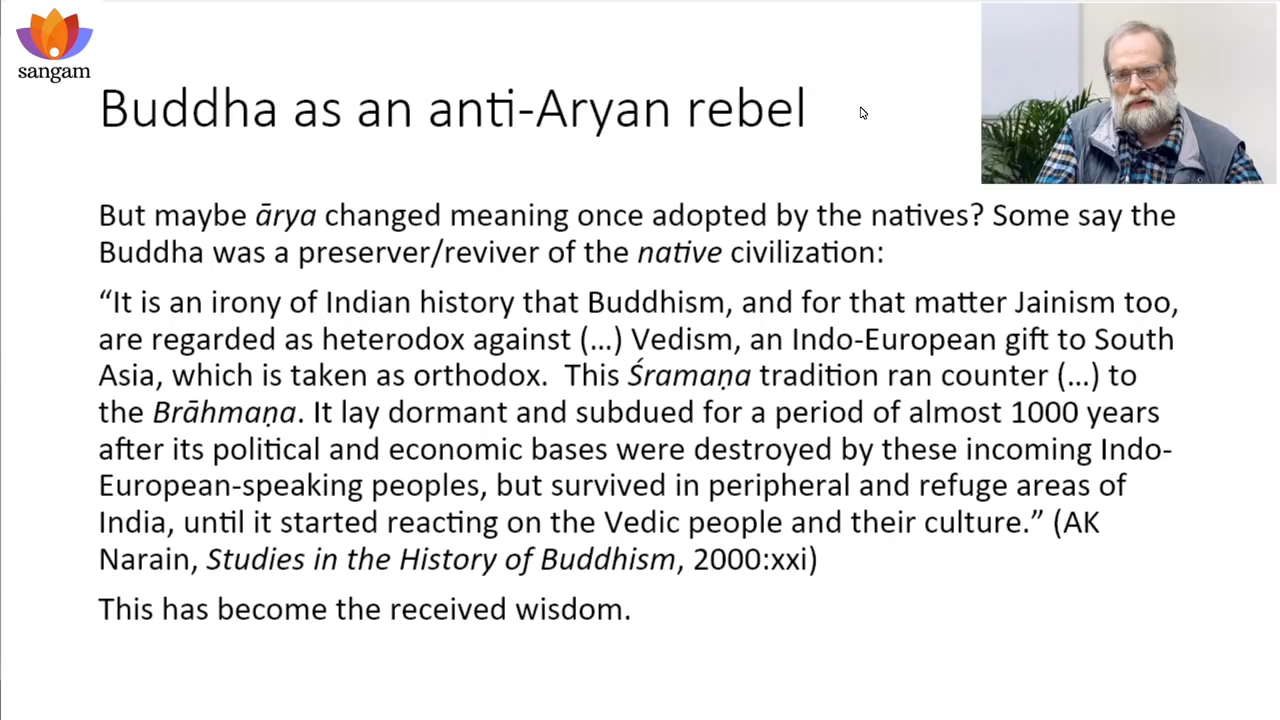 sangam
Buddha as an anti-Aryan rebel
But maybe ārya changed meaning once adopted by the natives? Some say the
Buddha was a preserver/reviver of the native civilization:
“It is an irony of Indian history that Buddhism, and for that matter Jainism too,
are regarded as heterodox against (…) Vedism, an Indo-European gift to South
Asia, which is taken as orthodox.  This Śramaṇa tradition ran counter (…) to
the Brāhmaṇa. It lay dormant and subdued for a period of almost 1000 years
after its political and economic bases were destroyed by these incoming Indo-
European-speaking peoples, but survived in peripheral and refuge areas of
India, until it started reacting on the Vedic people and their culture.” (AK
Narain, Studies in the History of Buddhism, 2000:xxi)
This has become the received wisdom.